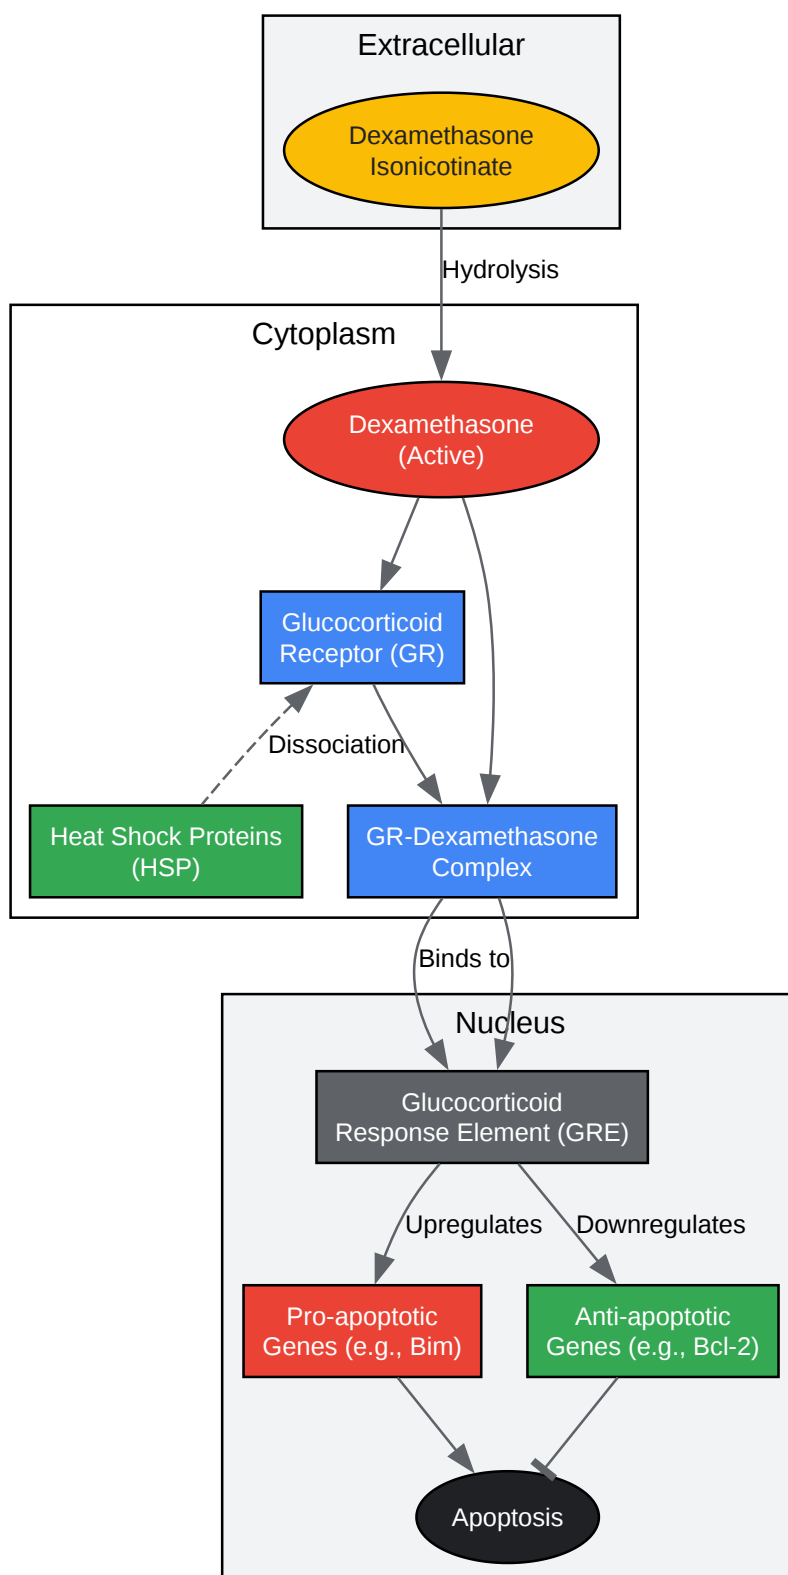 Extracellular
Dexamethasone
Isonicotinate
Hydrolysis
Cytoplasm
Dexamethasone
(Active)
Glucocorticoid
Receptor (GR)
Dissociation
Heat Shock Proteins
(HSP)
GR-Dexamethasone
Complex
Binds to
Nucleus
Glucocorticoid
Response Element (GRE)
Upregulates
Downregulates
Pro-apoptotic
Genes (e.g., Bim)
Anti-apoptotic
Genes (e.g., Bcl-2)
Apoptosis